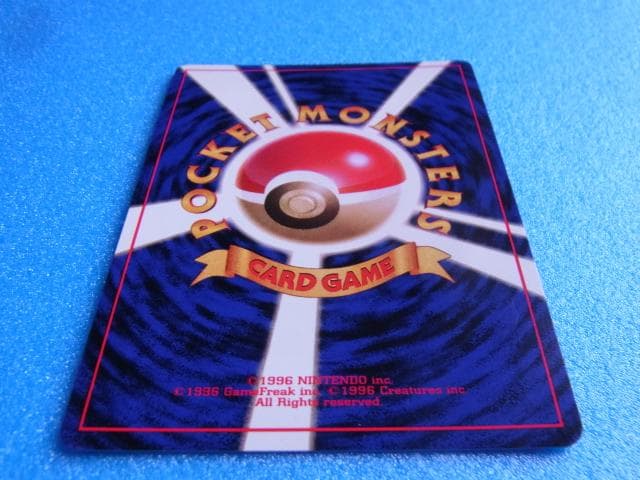 POCKET MONSTERS
CARD GAME
©1996 NINTENDO inc.
©1996 GameFreak inc. ©1996 Creatures inc.
All Rights reserved.